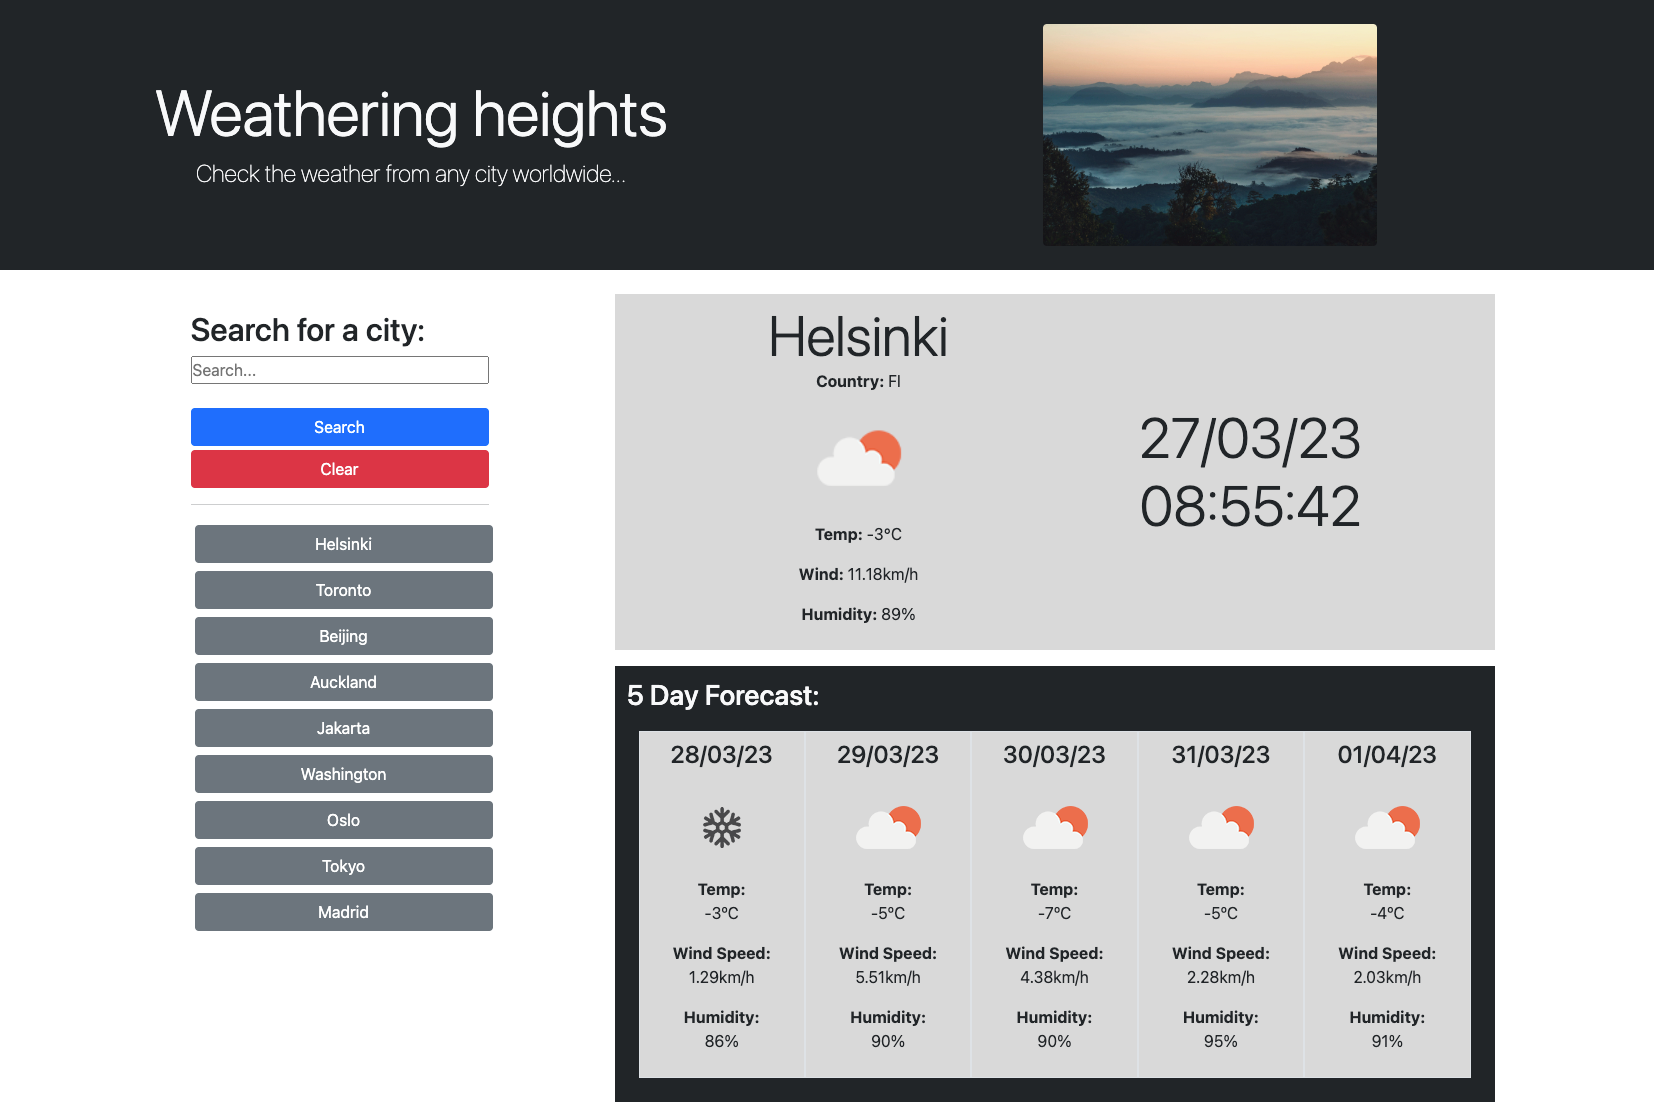 Weathering heights
Check the weather from any city worldwide...
Search for a city:
Search...
Search
Clear
Helsinki
Toronto
Beijing
Auckland
Jakarta
Washington
Oslo
Tokyo
Madrid
Helsinki
Country: FI
Temp: -3°C
Wind: 11.18km/h
Humidity: 89%
27/03/23
08:55:42
5 Day Forecast:
28/03/23
Temp:
-3°C
Wind Speed:
1.29km/h
Humidity:
86%
29/03/23
Temp:
-5°C
Wind Speed:
5.51km/h
Humidity:
90%
30/03/23
Temp:
-7°C
Wind Speed:
4.38km/h
Humidity:
90%
31/03/23
Temp:
-5°C
Wind Speed:
2.28km/h
Humidity:
95%
01/04/23
Temp:
-4°C
Wind Speed:
2.03km/h
Humidity:
91%